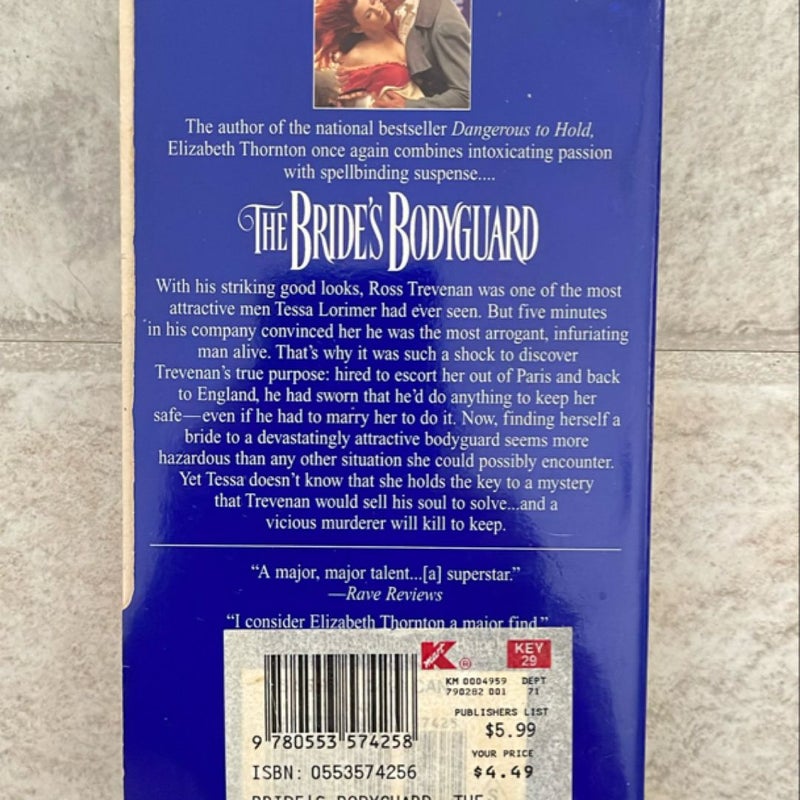 The author of the national bestseller Dangerous to Hold,
Elizabeth Thornton once again combines intoxicating passion
with spellbinding suspense....
THE BRIDE'S BODYGUARD
With his striking good looks, Ross Trevenan was one of the most
attractive men Tessa Lorimer had ever seen. But five minutes
in his company convinced her he was the most arrogant, infuriating
man alive. That's why it was such a shock to discover
Trevenan's true purpose: hired to escort her out of Paris and back
to England, he had sworn that he'd do anything to keep her
safe—even if he had to marry her to do it. Now, finding herself a
bride to a devastatingly attractive bodyguard seems more
hazardous than any other situation she could possibly encounter.
Yet Tessa doesn't know that she holds the key to a mystery
that Trevenan would sell his soul to solve...and a
vicious murderer will kill to keep.
"A major, major talent...[a] superstar."
—Rave Reviews
"I consider Elizabeth Thornton a major find."
K mart ® KEY 29
KM 0004959 DEPT
790282 001 71
PUBLISHERS LIST
$5.99
YOUR PRICE
$4.49
9 780553 574258
ISBN: 0553574256
BRIDE'S BODYGUARD, THE